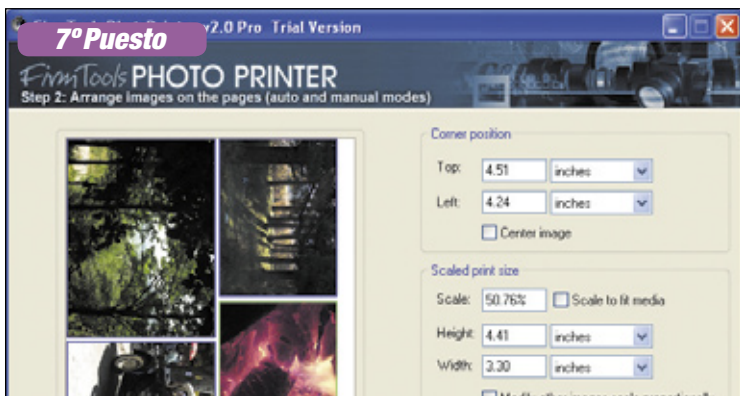 7º Puesto
v2.0 Pro Trial Version
FirmTools PHOTO PRINTER
Step 2: Arrange images on the pages (auto and manual modes)
Corner position
Top: 4.51 inches
Left: 4.24 inches
Center image
Scaled print size
Scale: 50.76% Scale to fit media
Height: 4.41 inches
Width: 3.30 inches